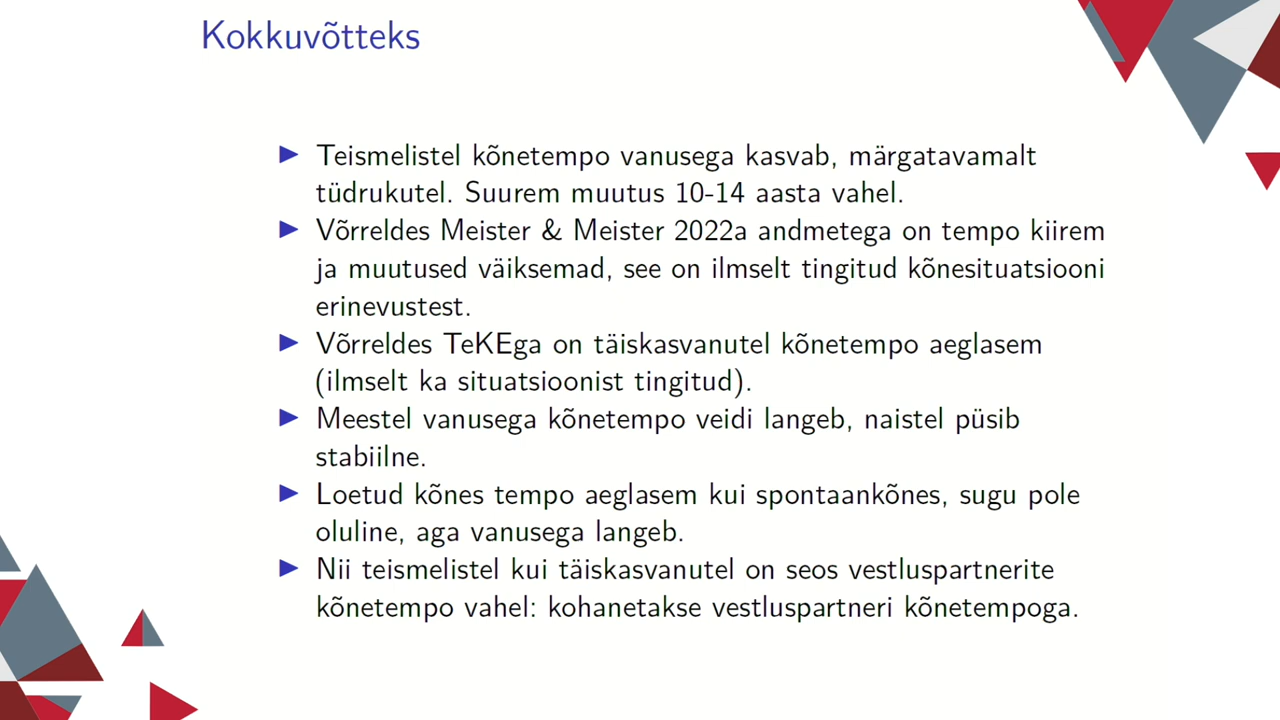 Kokkuvõtteks
Teismelistel kõnetempo vanusega kasvab, märgatavamalt
tüdrukutel. Suurem muutus 10-14 aasta vahel.
Võrreldes Meister & Meister 2022a andmetega on tempo kiirem
ja muutused väiksemad, see on ilmselt tingitud kõnesituatsiooni
erinevustest.
Võrreldes TeKEga on täiskasvanutel kõnetempo aeglasem
(ilmselt ka situatsioonist tingitud).
Meestel vanusega kõnetempo veidi langeb, naistel püsib
stabiilne.
Loetud kõnes tempo aeglasem kui spontaankõnes, sugu pole
oluline, aga vanusega langeb.
Nii teismelistel kui täiskasvanutel on seos vestluspartnerite
kõnetempo vahel: kohanetakse vestluspartneri kõnetempoga.